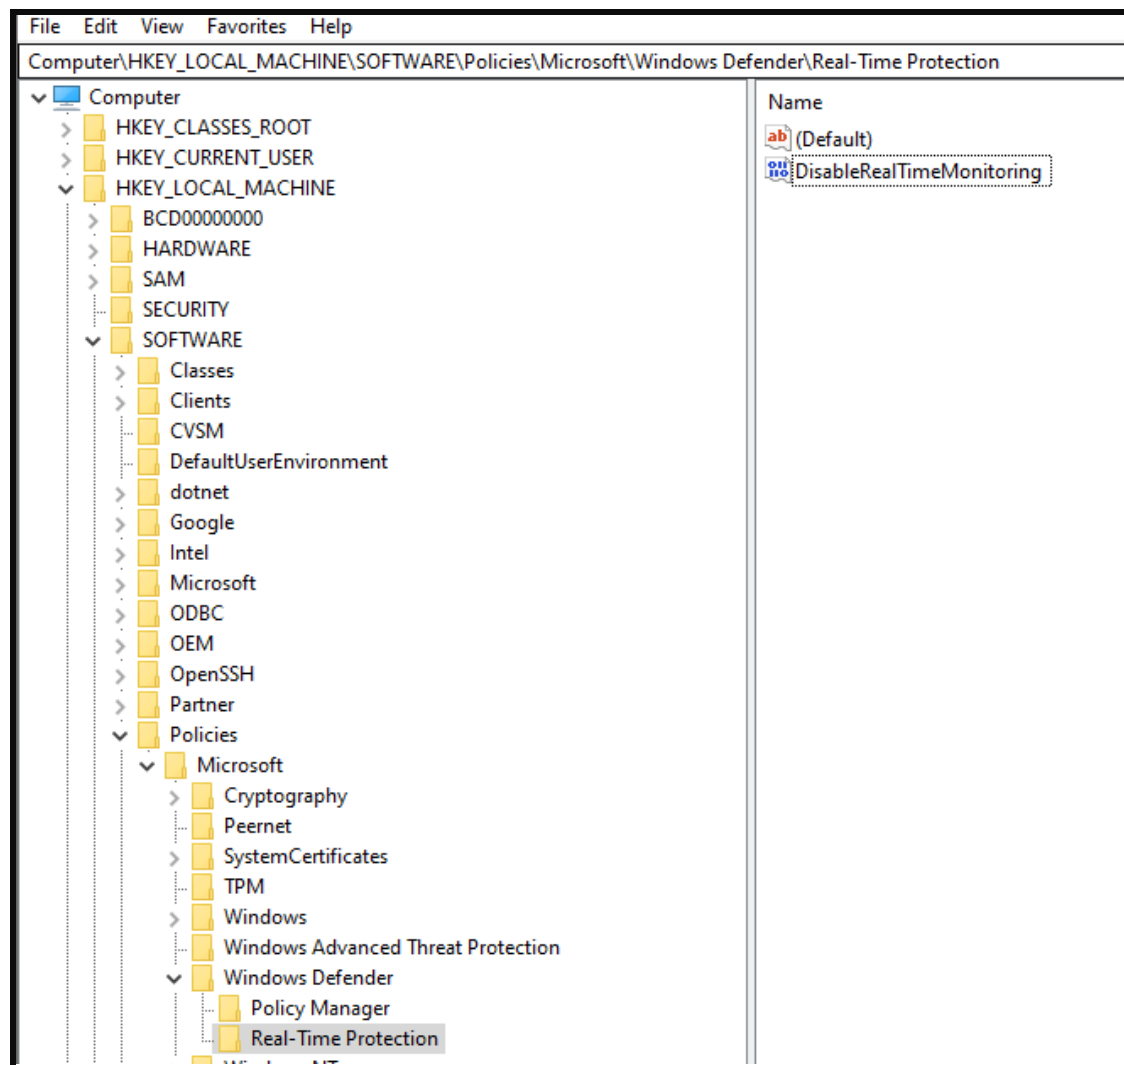 File Edit View Favorites Help
Computer\HKEY_LOCAL_MACHINE\SOFTWARE\Policies\Microsoft\Windows Defender\Real-Time Protection
Computer
HKEY_CLASSES_ROOT
HKEY_CURRENT_USER
HKEY_LOCAL_MACHINE
BCD00000000
HARDWARE
SAM
SECURITY
SOFTWARE
Classes
Clients
CVSM
DefaultUserEnvironment
dotnet
Google
Intel
Microsoft
ODBC
OEM
OpenSSH
Partner
Policies
Microsoft
Cryptography
Peernet
SystemCertificates
TPM
Windows
Windows Advanced Threat Protection
Windows Defender
Policy Manager
Real-Time Protection
Name
(Default)
DisableRealTimeMonitoring